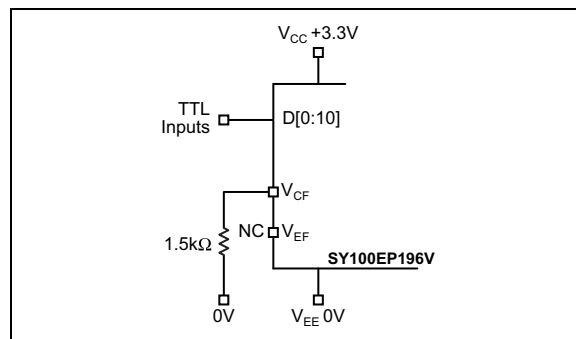 V_CC +3.3V
TTL
Inputs
D[0:10]
V_CF
NC
V_EF
1.5kΩ
SY100EP196V
0V
V_EE 0V